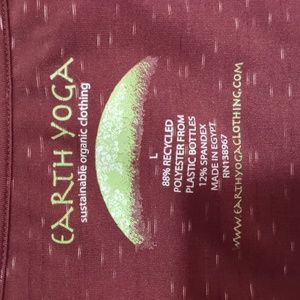 EARTH YOGA
sustainable organic clothing
L
88% RECYCLED
POLYESTER FROM
PLASTIC BOTTLES
12% SPANDEX
MADE IN EGYPT
RN138967
WWW.EARTHYOGACLOTHING.COM